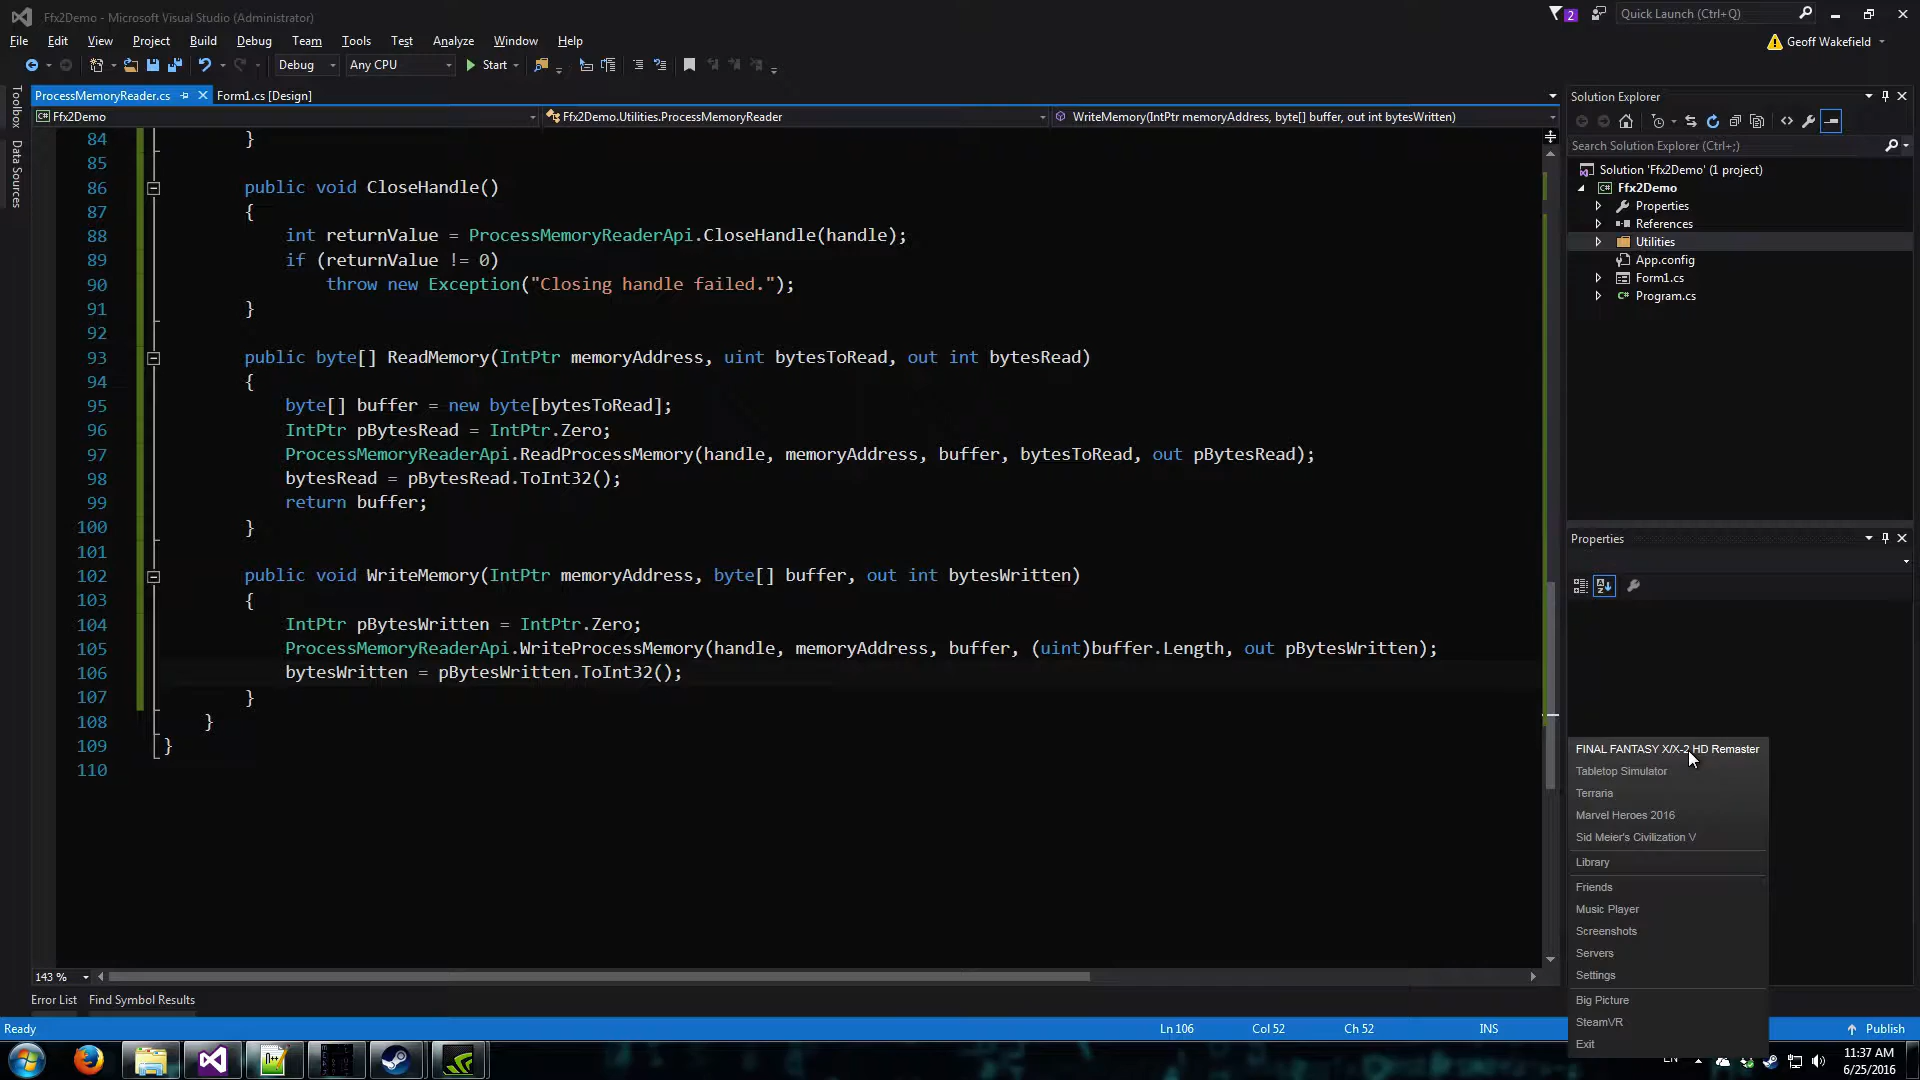 Ffx2Demo - Microsoft Visual Studio (Administrator)
2
Quick Launch (Ctrl+Q)
File Edit View Project Build Debug Team Tools Test Analyze Window Help
Geoff Wakefield
Debug Any CPU Start
Toolbox
Data Sources
ProcessMemoryReader.cs Form1.cs [Design]
Ffx2Demo Ffx2Demo.Utilities.ProcessMemoryReader WriteMemory(IntPtr memoryAddress, byte[] buffer, out int bytesWritten)
84 }
85
86 public void CloseHandle()
87 {
88 int returnValue = ProcessMemoryReaderApi.CloseHandle(handle);
89 if (returnValue != 0)
90 throw new Exception("Closing handle failed.");
91 }
92
93 public byte[] ReadMemory(IntPtr memoryAddress, uint bytesToRead, out int bytesRead)
94 {
95 byte[] buffer = new byte[bytesToRead];
96 IntPtr pBytesRead = IntPtr.Zero;
97 ProcessMemoryReaderApi.ReadProcessMemory(handle, memoryAddress, buffer, bytesToRead, out pBytesRead);
98 bytesRead = pBytesRead.ToInt32();
99 return buffer;
100 }
101
102 public void WriteMemory(IntPtr memoryAddress, byte[] buffer, out int bytesWritten)
103 {
104 IntPtr pBytesWritten = IntPtr.Zero;
105 ProcessMemoryReaderApi.WriteProcessMemory(handle, memoryAddress, buffer, (uint)buffer.Length, out pBytesWritten);
106 bytesWritten = pBytesWritten.ToInt32();
107 }
108 }
109 }
110
143 %
Error List Find Symbol Results
Ready Ln 106 Col 52 Ch 52 INS Publish
Solution Explorer
Search Solution Explorer (Ctrl+;)
Solution 'Ffx2Demo' (1 project)
Ffx2Demo
Properties
References
Utilities
App.config
Form1.cs
Program.cs
Properties
FINAL FANTASY X/X-2 HD Remaster
Tabletop Simulator
Terraria
Marvel Heroes 2016
Sid Meier's Civilization V
Library
Friends
Music Player
Screenshots
Servers
Settings
Big Picture
SteamVR
Exit
EN
11:37 AM
6/25/2016